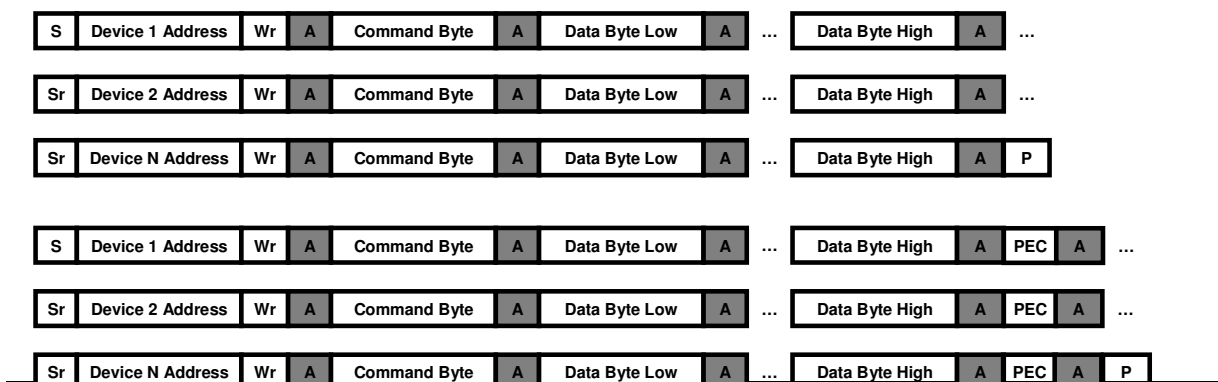 S Device 1 Address Wr A Command Byte A Data Byte Low A ... Data Byte High A ...
Sr Device 2 Address Wr A Command Byte A Data Byte Low A ... Data Byte High A ...
Sr Device N Address Wr A Command Byte A Data Byte Low A ... Data Byte High A P
S Device 1 Address Wr A Command Byte A Data Byte Low A ... Data Byte High A PEC A ...
Sr Device 2 Address Wr A Command Byte A Data Byte Low A ... Data Byte High A PEC A ...
Sr Device N Address Wr A Command Byte A Data Byte Low A ... Data Byte High A PEC A P